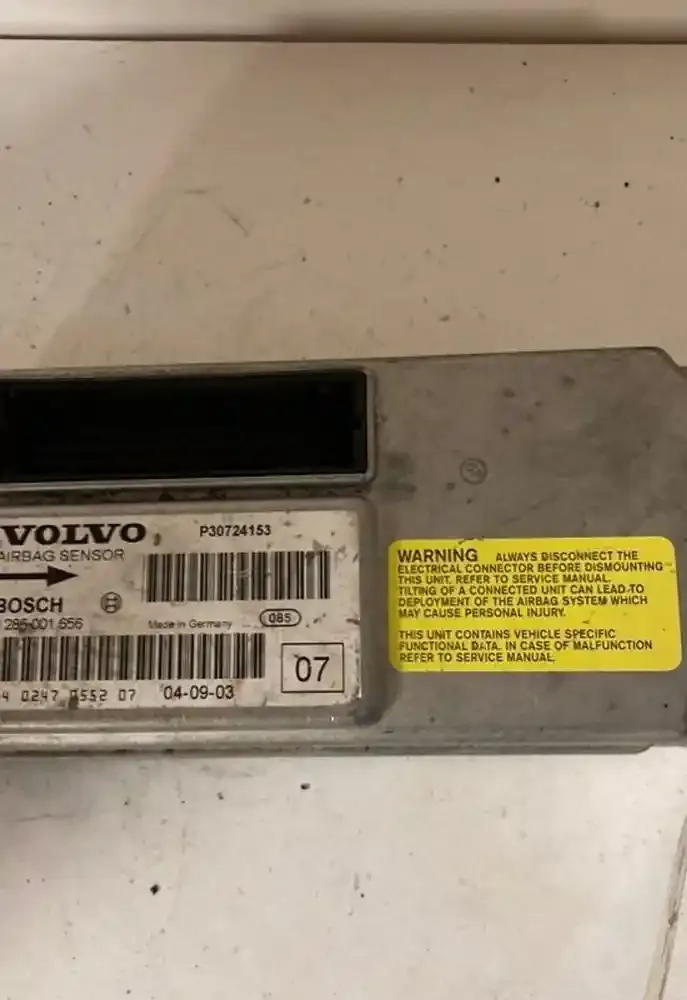 VOLVO
P30724153
AIRBAG SENSOR
BOSCH
285 001 656
Made in Germany
085
07
0247 0552 07
04-09-03
WARNING ALWAYS DISCONNECT THE
ELECTRICAL CONNECTOR BEFORE DISMOUNTING
THIS UNIT. REFER TO SERVICE MANUAL.
TILTING OF A CONNECTED UNIT CAN LEAD TO
DEPLOYMENT OF THE AIRBAG SYSTEM WHICH
MAY CAUSE PERSONAL INJURY.
THIS UNIT CONTAINS VEHICLE SPECIFIC
FUNCTIONAL DATA. IN CASE OF MALFUNCTION
REFER TO SERVICE MANUAL.